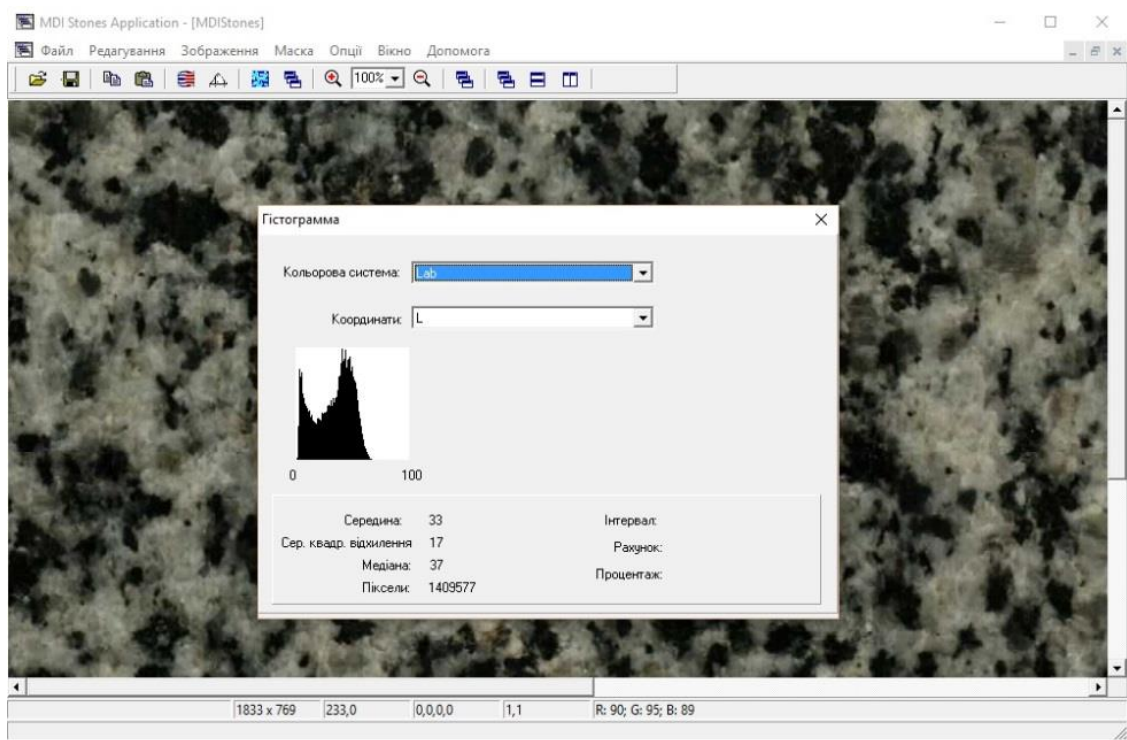 MDI Stones Application - [MDIStones]
Файл Редагування Зображення Маска Опції Вікно Допомога
100%
Гістограмма
Кольорова система: Lab
Координати: L
0 100
Середина: 33
Сер. квадр. відхилення 17
Медіана: 37
Піксели: 1409577
Інтервал:
Рахунок:
Процентаж:
1833 x 769 233,0 0,0,0,0 1,1 R: 90; G: 95; B: 89